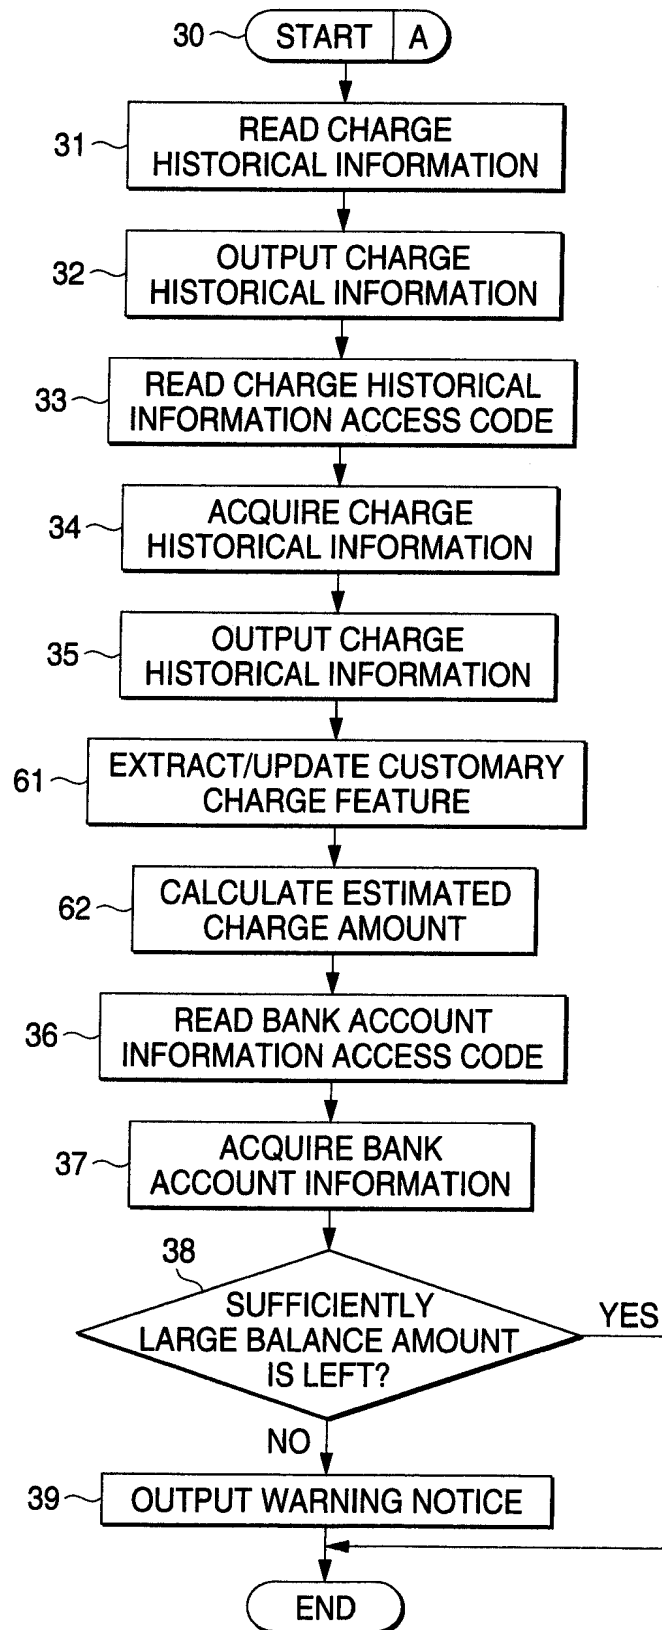 30 START A
31 READ CHARGE
HISTORICAL INFORMATION
32 OUTPUT CHARGE
HISTORICAL INFORMATION
33 READ CHARGE HISTORICAL
INFORMATION ACCESS CODE
34 ACQUIRE CHARGE
HISTORICAL INFORMATION
35 OUTPUT CHARGE
HISTORICAL INFORMATION
61 EXTRACT/UPDATE CUSTOMARY
CHARGE FEATURE
62 CALCULATE ESTIMATED
CHARGE AMOUNT
36 READ BANK ACCOUNT
INFORMATION ACCESS CODE
37 ACQUIRE BANK
ACCOUNT INFORMATION
38
SUFFICIENTLY
LARGE BALANCE AMOUNT
IS LEFT?
YES
NO
39 OUTPUT WARNING NOTICE
END